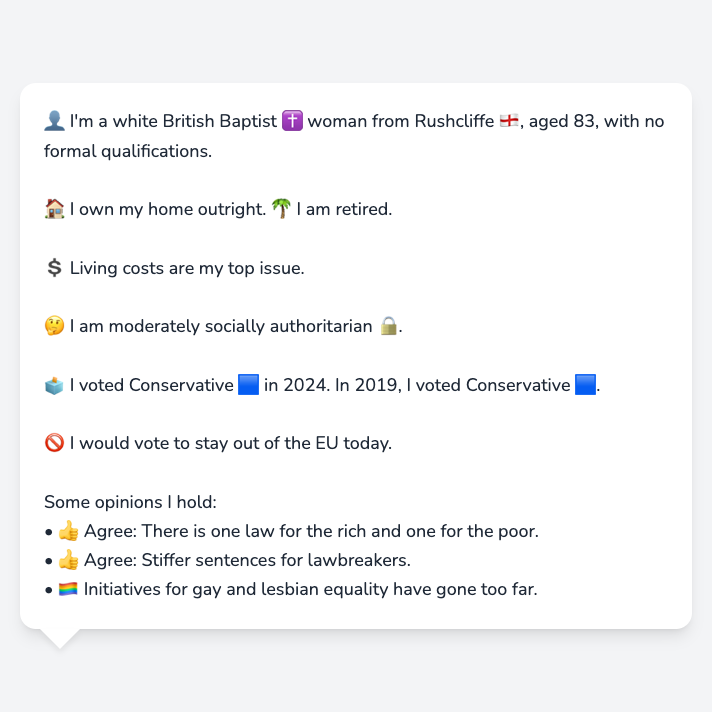 👤 I'm a white British Baptist ✝️ woman from Rushcliffe 🏴󠁧󠁢󠁥󠁮󠁧󠁿, aged 83, with no
formal qualifications.
🏠 I own my home outright. 🌴 I am retired.
💲 Living costs are my top issue.
🤔 I am moderately socially authoritarian 🔒.
🗳️ I voted Conservative 🟦 in 2024. In 2019, I voted Conservative 🟦.
🚫 I would vote to stay out of the EU today.
Some opinions I hold:
• 👍 Agree: There is one law for the rich and one for the poor.
• 👍 Agree: Stiffer sentences for lawbreakers.
• 🏳️‍🌈 Initiatives for gay and lesbian equality have gone too far.